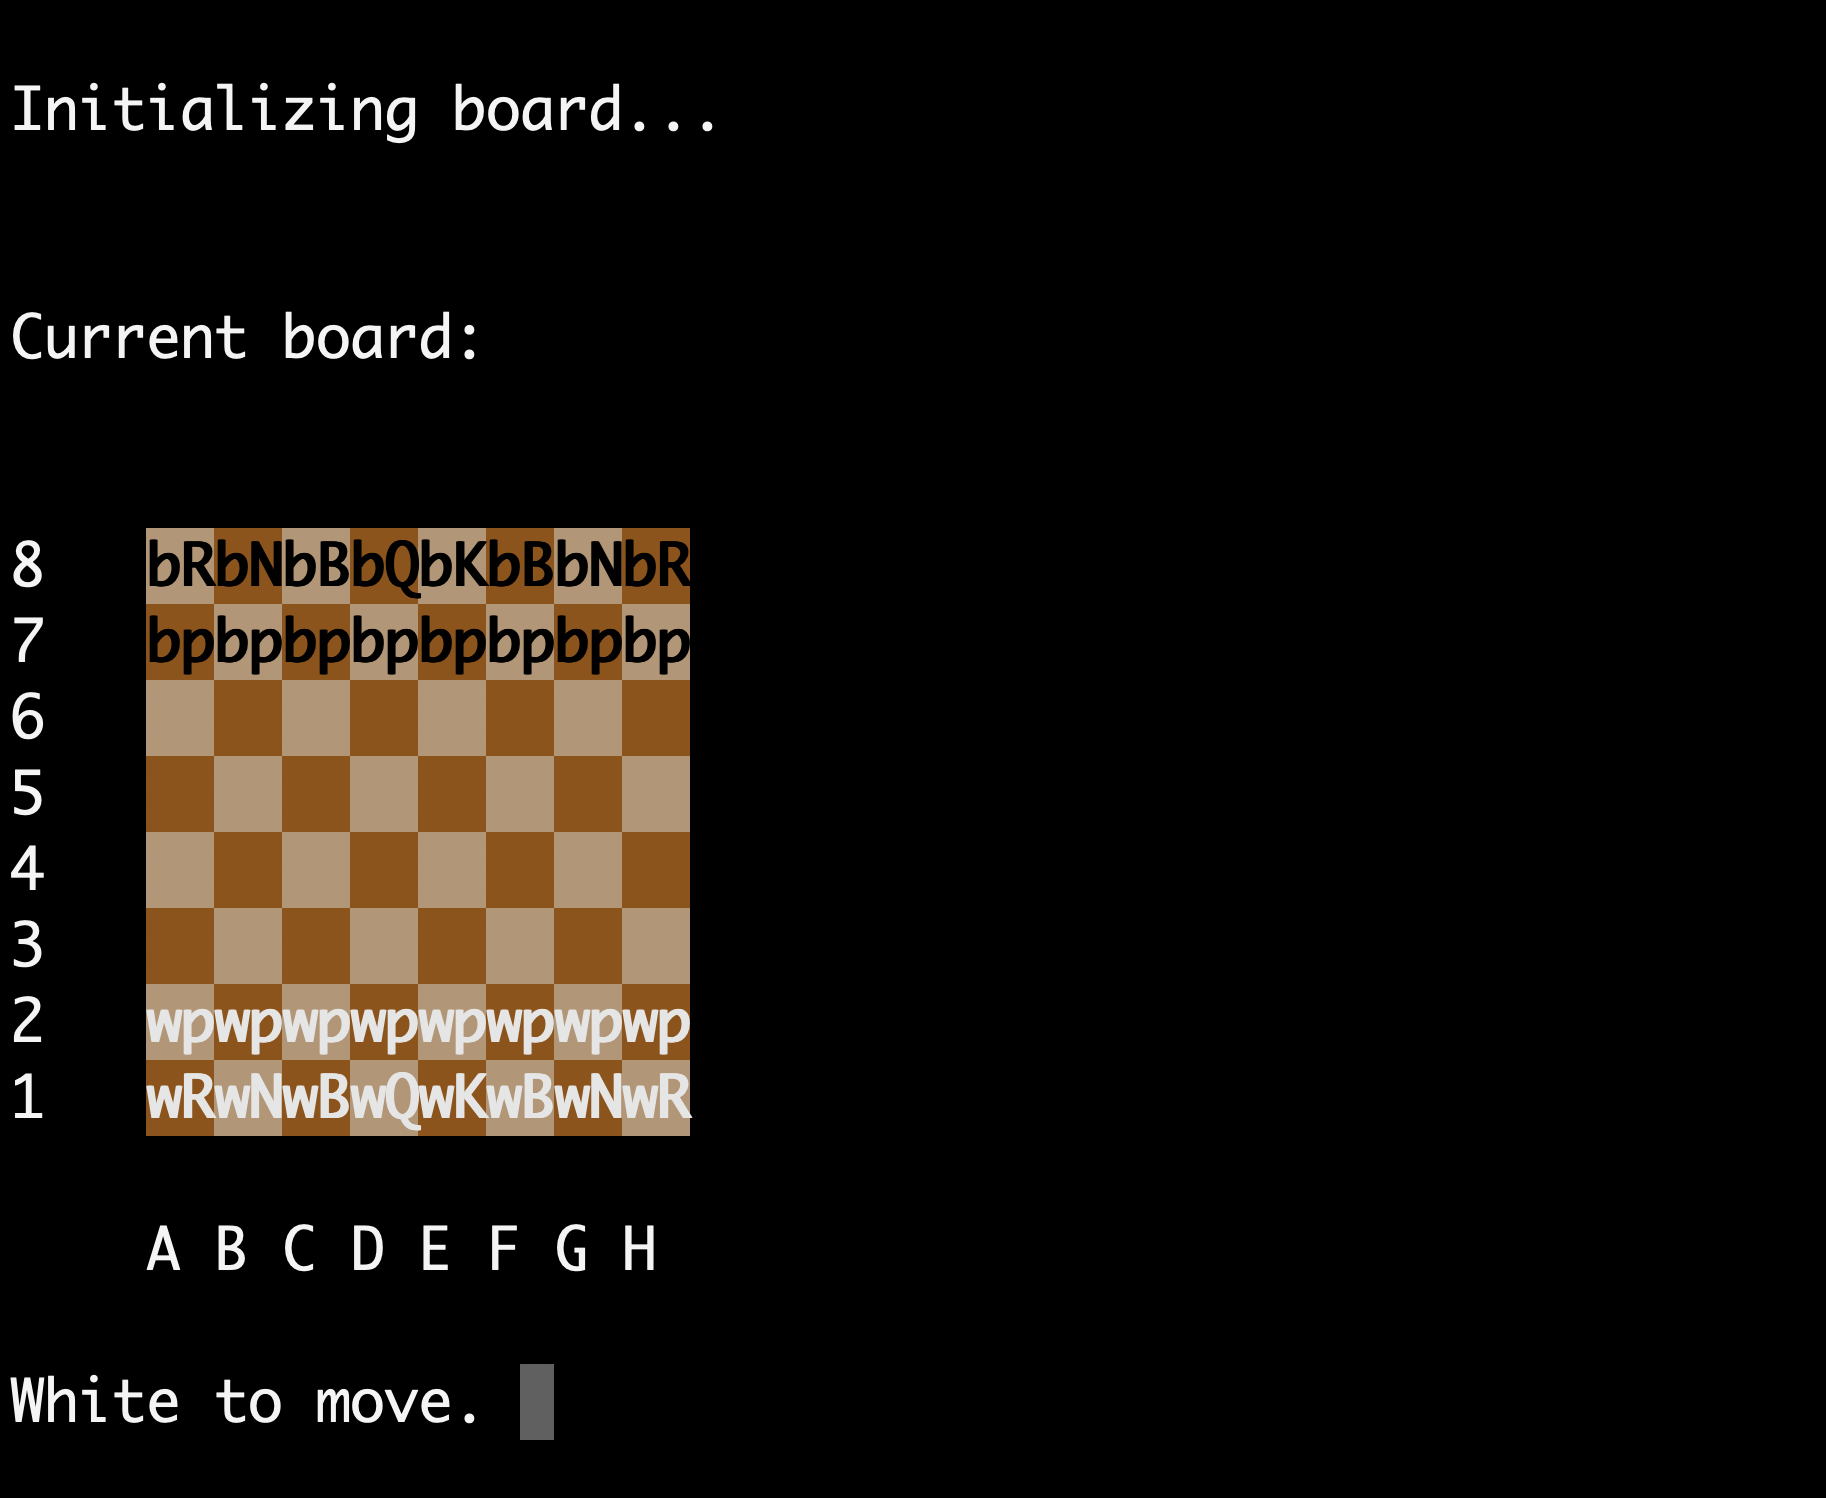 Initializing board...
Current board:
8 bRbNbBbQbKbBbNbR
7 bpbpbpbpbpbpbpbp
6
5
4
3
2 wpwpwpwpwpwpwpwp
1 wRwNwBwQwKwBwNwR
A B C D E F G H
White to move.